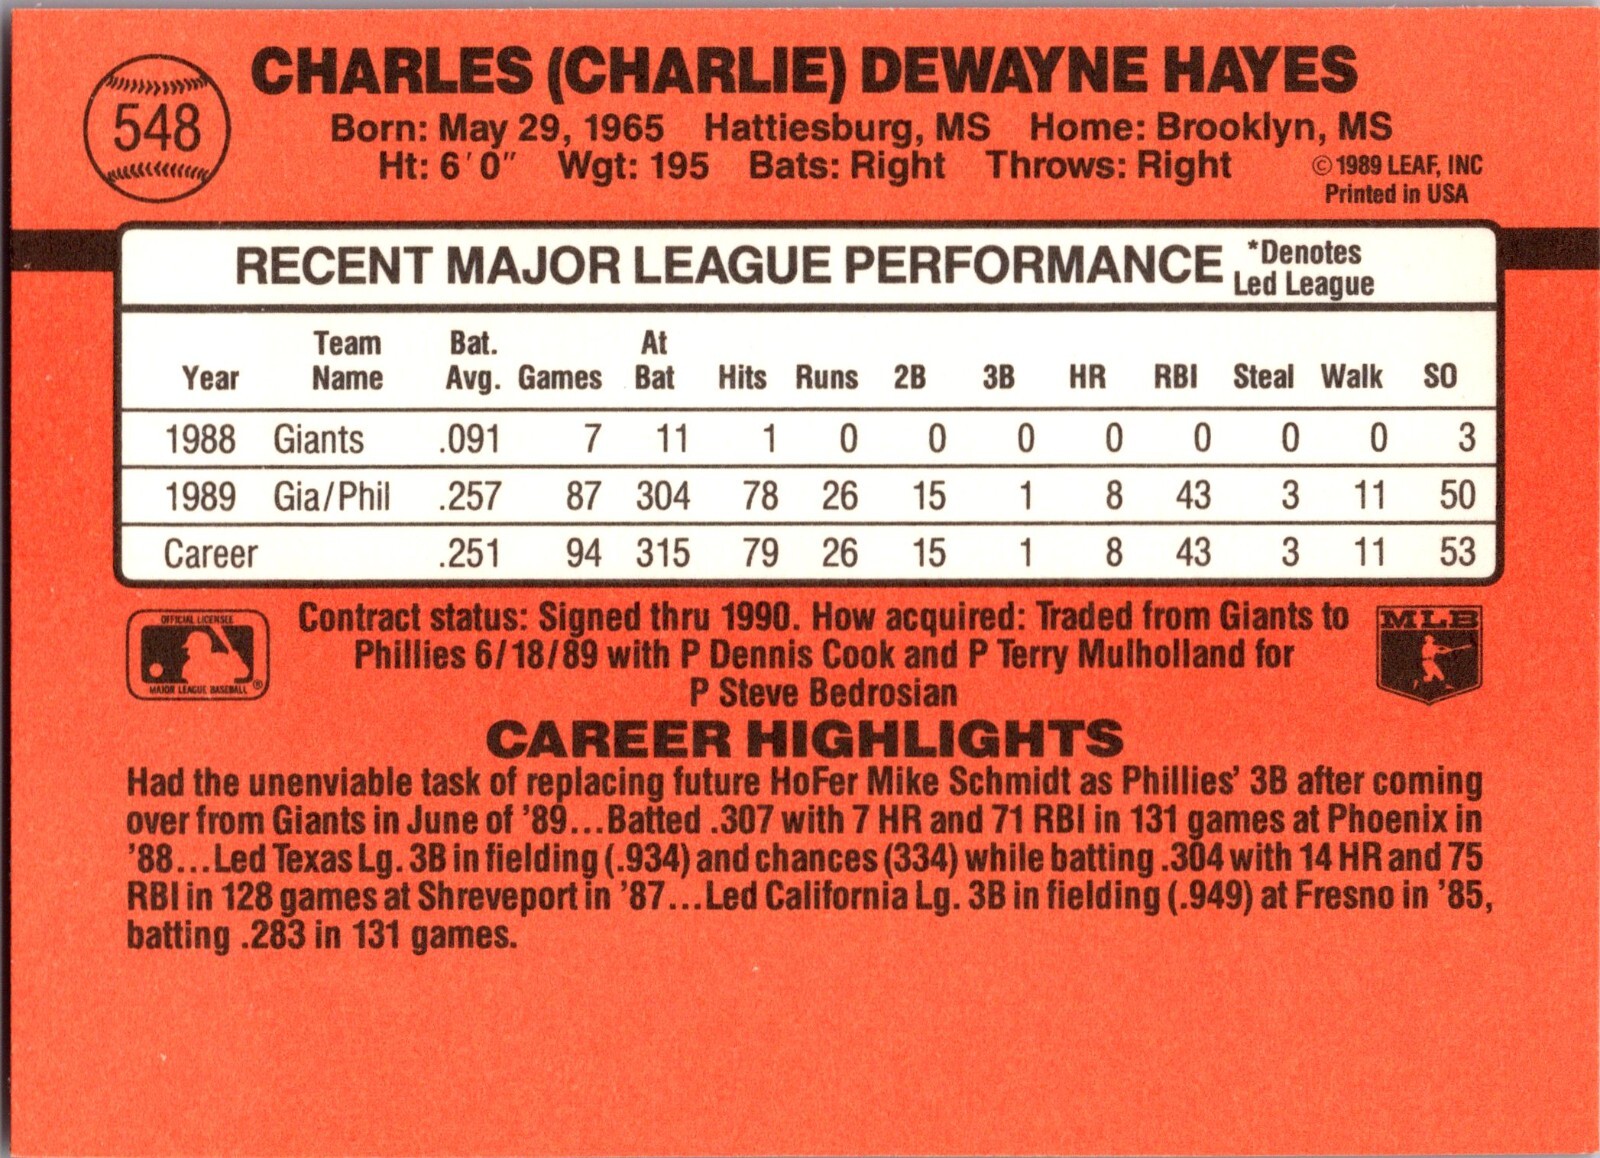 548
CHARLES (CHARLIE) DEWAYNE HAYES
Born: May 29, 1965 Hattiesburg, MS Home: Brooklyn, MS
Ht: 6'0" Wgt: 195 Bats: Right Throws: Right
© 1989 LEAF, INC
Printed in USA
RECENT MAJOR LEAGUE PERFORMANCE *Denotes
Led League
Team Bat. At
Year Name Avg. Games Bat Hits Runs 2B 3B HR RBI Steal Walk SO
1988 Giants .091 7 11 1 0 0 0 0 0 0 0 3
1989 Gia/Phil .257 87 304 78 26 15 1 8 43 3 11 50
Career .251 94 315 79 26 15 1 8 43 3 11 53
OFFICIAL LICENSEE
MAJOR LEAGUE BASEBALL ®
Contract status: Signed thru 1990. How acquired: Traded from Giants to
Phillies 6/18/89 with P Dennis Cook and P Terry Mulholland for
P Steve Bedrosian
MLB
CAREER HIGHLIGHTS
Had the unenviable task of replacing future HoFer Mike Schmidt as Phillies' 3B after coming
over from Giants in June of '89...Batted .307 with 7 HR and 71 RBI in 131 games at Phoenix in
'88...Led Texas Lg. 3B in fielding (.934) and chances (334) while batting .304 with 14 HR and 75
RBI in 128 games at Shreveport in '87...Led California Lg. 3B in fielding (.949) at Fresno in '85,
batting .283 in 131 games.